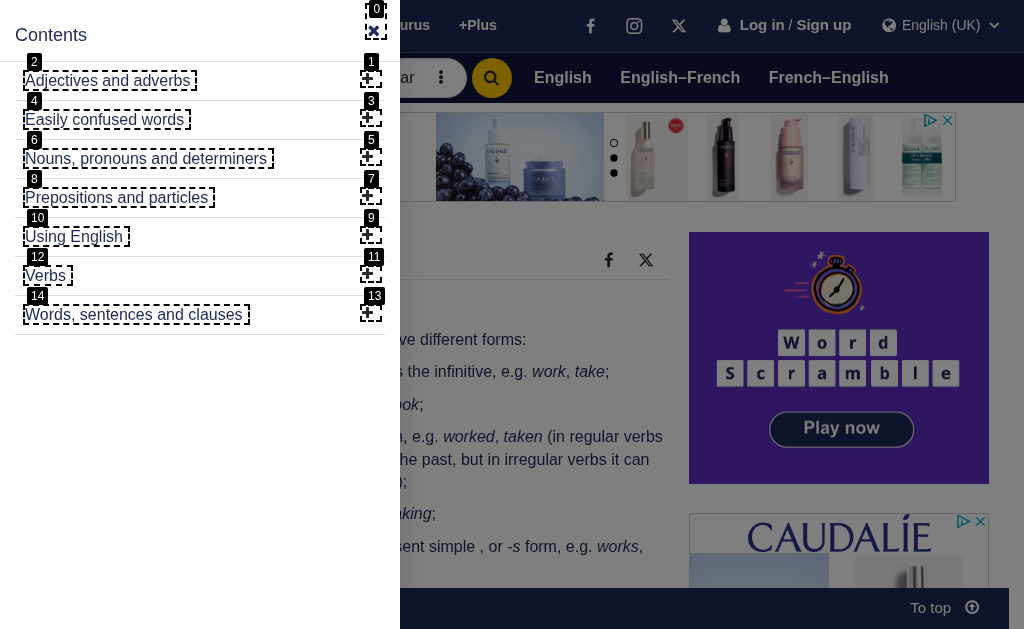 Contents
Adjectives and adverbs
Easily confused words
Nouns, pronouns and determiners
Prepositions and particles
Using English
Verbs
Words, sentences and clauses
0
1
2
3
4
5
6
7
8
9
10
11
12
13
14
+Plus
Log in / Sign up
English (UK)
English
English–French
French–English
ve different forms:
s the infinitive, e.g. work, take;
ook;
n, e.g. worked, taken (in regular verbs
he past, but in irregular verbs it can
);
aking;
sent simple , or -s form, e.g. works,
Word
Scramble
Play now
CAUDALÍE
To top